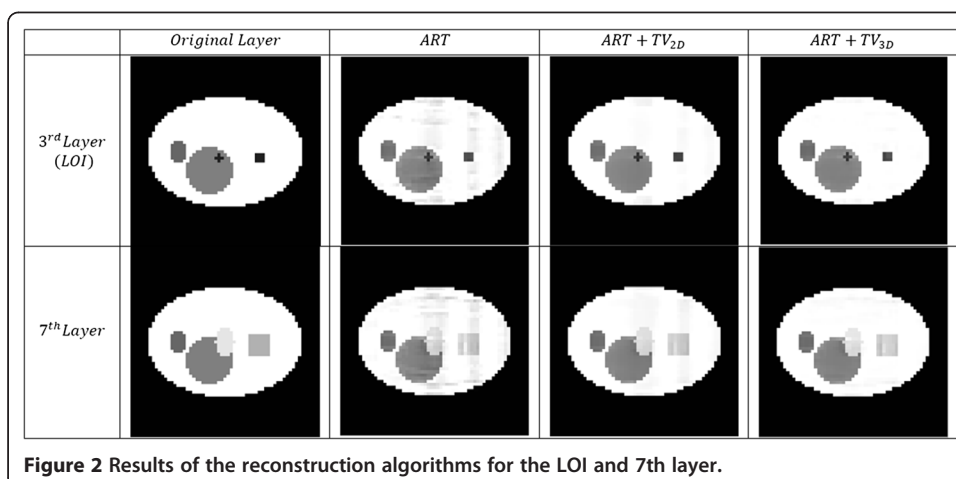 Original Layer ART ART + TV2D ART + TV3D
3rd Layer
(LOI)
7th Layer
Figure 2 Results of the reconstruction algorithms for the LOI and 7th layer.